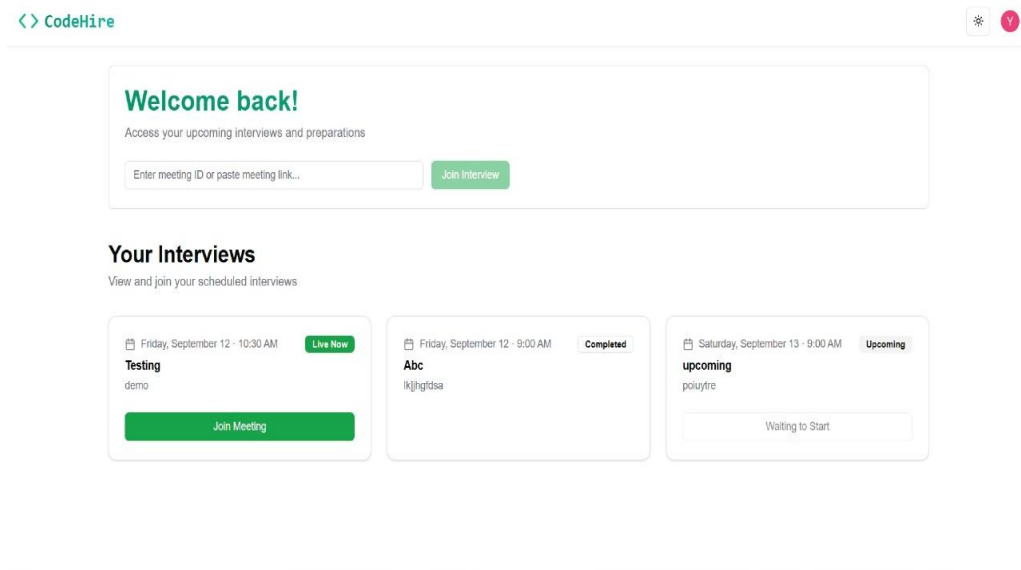 <> CodeHire
Y
Welcome back!
Access your upcoming interviews and preparations
Enter meeting ID or paste meeting link...
Join Interview
Your Interviews
View and join your scheduled interviews
Friday, September 12 · 10:30 AM
Live Now
Testing
demo
Join Meeting
Friday, September 12 · 9:00 AM
Completed
Abc
lkjjhgfdsa
Saturday, September 13 · 9:00 AM
Upcoming
upcoming
poiuytre
Waiting to Start